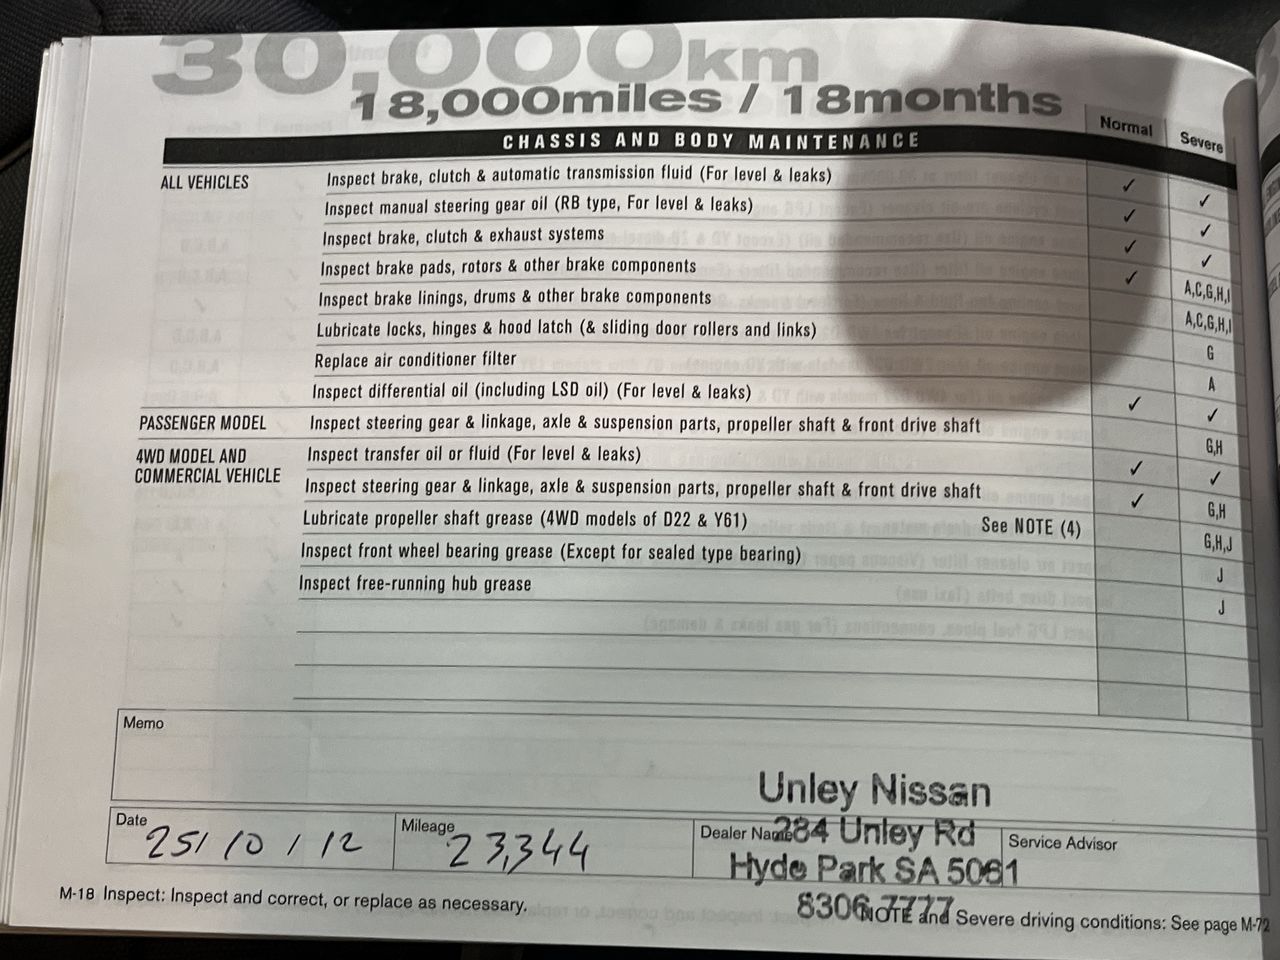 30,000km
18,000miles / 18months
Normal Severe
CHASSIS AND BODY MAINTENANCE
ALL VEHICLES Inspect brake, clutch & automatic transmission fluid (For level & leaks) ✓ ✓
Inspect manual steering gear oil (RB type, For level & leaks) ✓ ✓
Inspect brake, clutch & exhaust systems ✓ ✓
Inspect brake pads, rotors & other brake components ✓ A,C,G,H,I
Inspect brake linings, drums & other brake components A,C,G,H,I
Lubricate locks, hinges & hood latch (& sliding door rollers and links) G
Replace air conditioner filter A
Inspect differential oil (including LSD oil) (For level & leaks) ✓ ✓
PASSENGER MODEL Inspect steering gear & linkage, axle & suspension parts, propeller shaft & front drive shaft G,H
4WD MODEL AND COMMERCIAL VEHICLE Inspect transfer oil or fluid (For level & leaks) ✓ ✓
Inspect steering gear & linkage, axle & suspension parts, propeller shaft & front drive shaft ✓ G,H
Lubricate propeller shaft grease (4WD models of D22 & Y61) See NOTE (4) G,H,J
Inspect front wheel bearing grease (Except for sealed type bearing) J
Inspect free-running hub grease J
Memo
Unley Nissan
284 Unley Rd
Hyde Park SA 5061
8306 7777
Date 25/10/12
Mileage 23,344
Dealer Name
Service Advisor
M-18 Inspect: Inspect and correct, or replace as necessary.
NOTE and Severe driving conditions: See page M-72